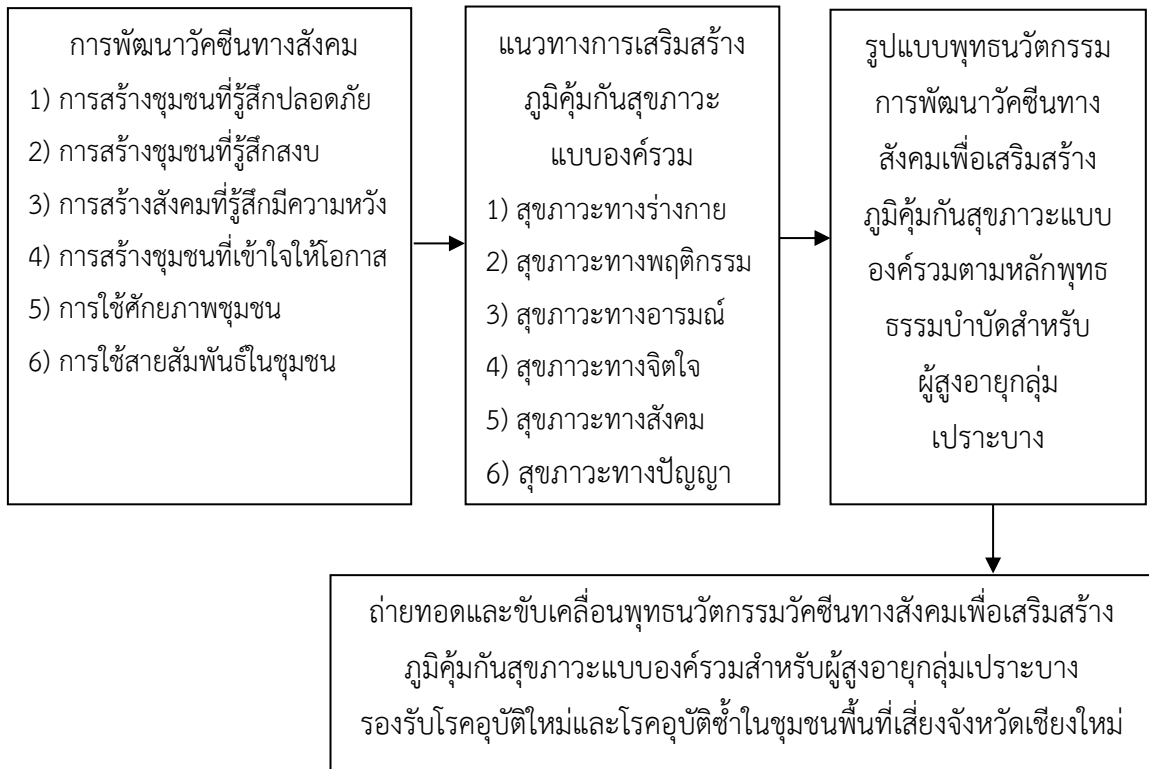 การพัฒนาวัคซีนทางสังคม
1) การสร้างชุมชนที่รู้สึกปลอดภัย
2) การสร้างชุมชนที่รู้สึกสงบ
3) การสร้างสังคมที่รู้สึกมีความหวัง
4) การสร้างชุมชนที่เข้าใจให้โอกาส
5) การใช้ศักยภาพชุมชน
6) การใช้สายสัมพันธ์ในชุมชน
แนวทางการเสริมสร้าง
ภูมิคุ้มกันสุขภาวะ
แบบองค์รวม
1) สุขภาวะทางร่างกาย
2) สุขภาวะทางพฤติกรรม
3) สุขภาวะทางอารมณ์
4) สุขภาวะทางจิตใจ
5) สุขภาวะทางสังคม
6) สุขภาวะทางปัญญา
รูปแบบพุทธนวัตกรรม
การพัฒนาวัคซีนทาง
สังคมเพื่อเสริมสร้าง
ภูมิคุ้มกันสุขภาวะแบบ
องค์รวมตามหลักพุทธ
ธรรมบำบัดสำหรับ
ผู้สูงอายุกลุ่ม
เปราะบาง
ถ่ายทอดและขับเคลื่อนพุทธนวัตกรรมวัคซีนทางสังคมเพื่อเสริมสร้าง
ภูมิคุ้มกันสุขภาวะแบบองค์รวมสำหรับผู้สูงอายุกลุ่มเปราะบาง
รองรับโรคอุบัติใหม่และโรคอุบัติซ้ำในชุมชนพื้นที่เสี่ยงจังหวัดเชียงใหม่